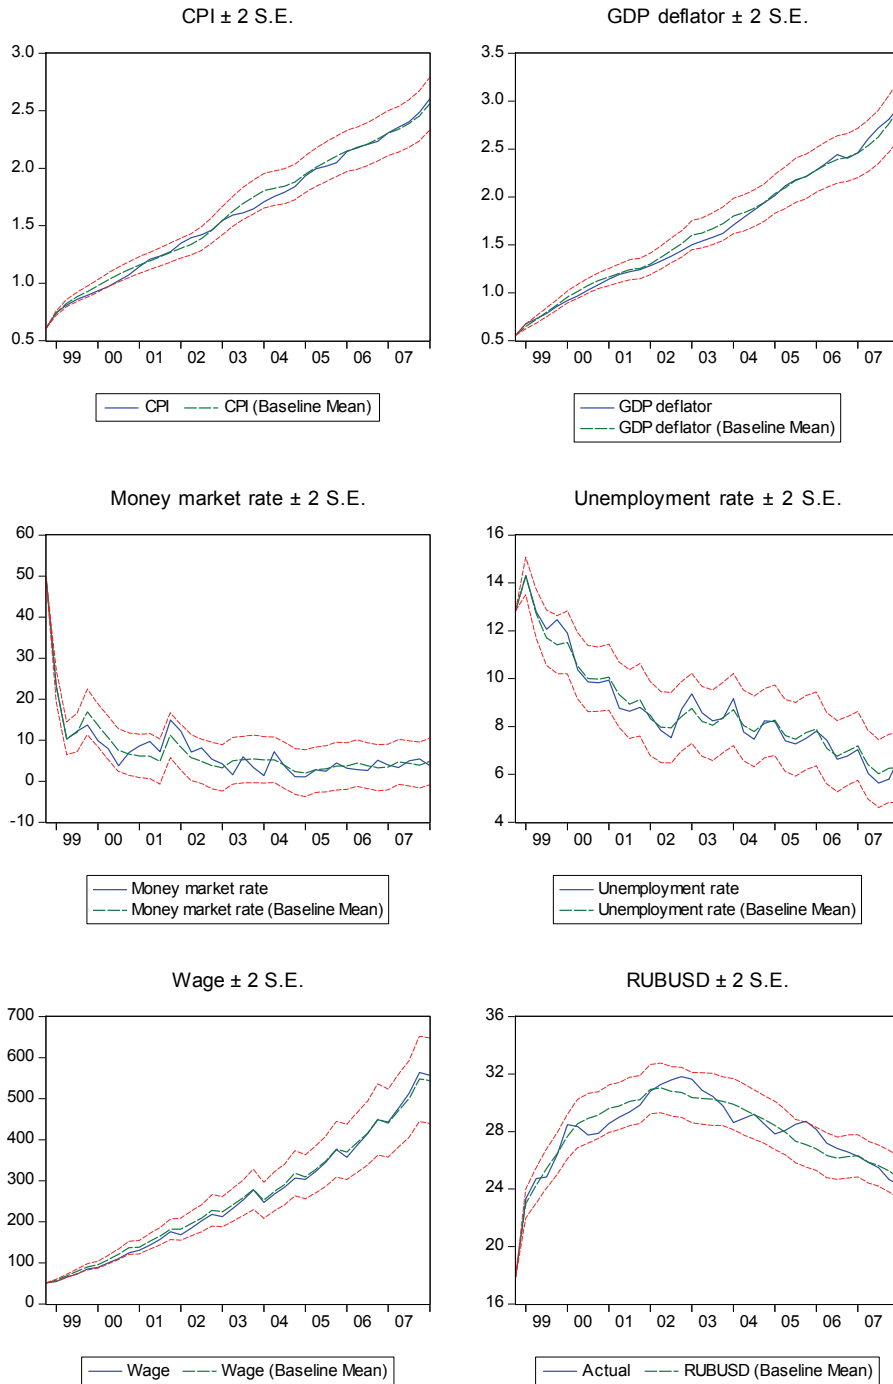 CPI ± 2 S.E.
3.0
2.5
2.0
1.5
1.0
0.5
99 00 01 02 03 04 05 06 07
CPI CPI (Baseline Mean)
GDP deflator ± 2 S.E.
3.5
3.0
2.5
2.0
1.5
1.0
0.5
99 00 01 02 03 04 05 06 07
GDP deflator
GDP deflator (Baseline Mean)
Money market rate ± 2 S.E.
60
50
40
30
20
10
0
-10
99 00 01 02 03 04 05 06 07
Money market rate
Money market rate (Baseline Mean)
Unemployment rate ± 2 S.E.
16
14
12
10
8
6
4
99 00 01 02 03 04 05 06 07
Unemployment rate
Unemployment rate (Baseline Mean)
Wage ± 2 S.E.
700
600
500
400
300
200
100
0
99 00 01 02 03 04 05 06 07
Wage Wage (Baseline Mean)
RUBUSD ± 2 S.E.
36
32
28
24
20
16
99 00 01 02 03 04 05 06 07
Actual RUBUSD (Baseline Mean)